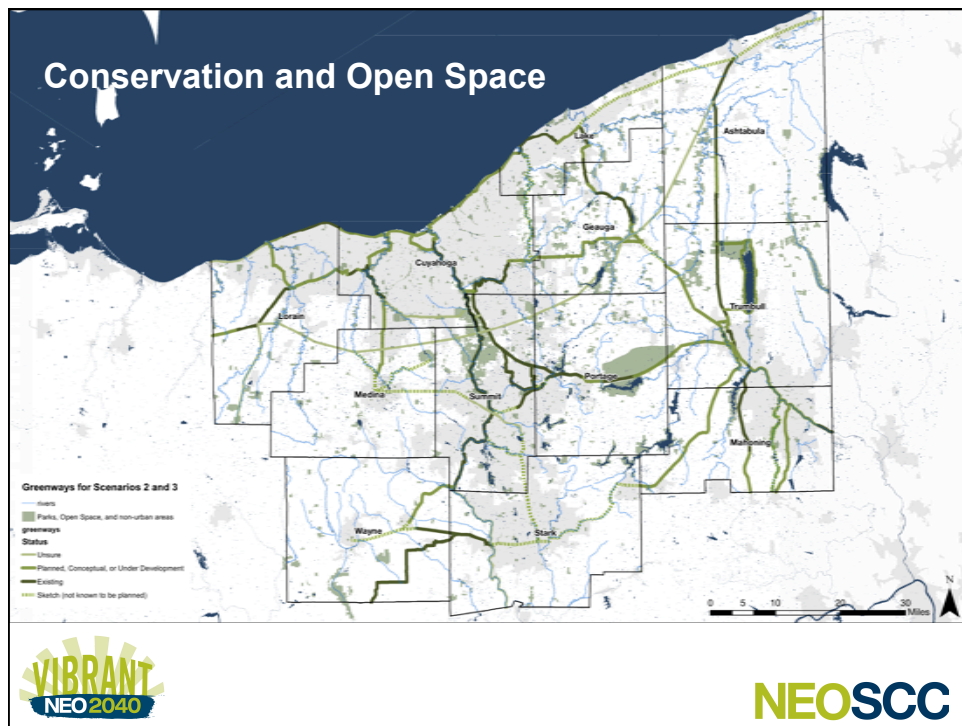 Conservation and Open Space
Ashtabula
Lake
Geauga
Cuyahoga
Trumbull
Lorain
Portage
Medina
Summit
Mahoning
Wayne
Stark
Greenways for Scenarios 2 and 3
rivers
Parks, Open Space, and non-urban areas
greenways
Status
Unsure
Planned, Conceptual, or Under Development
Existing
Sketch (not known to be planned)
N
0 5 10 20 30
Miles
VIBRANT
NEO 2040
NEOSCC